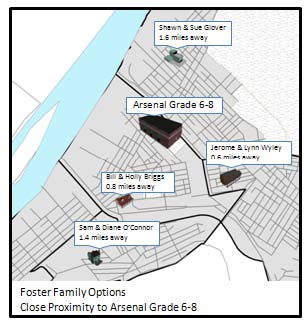 Shawn & Sue Glover
1.6 miles away
Arsenal Grade 6-8
Jerome & Lynn Wyley
0.6 miles away
Bill & Holly Briggs
0.8 miles away
Sam & Diane O'Connor
1.4 miles away
Foster Family Options
Close Proximity to Arsenal Grade 6-8